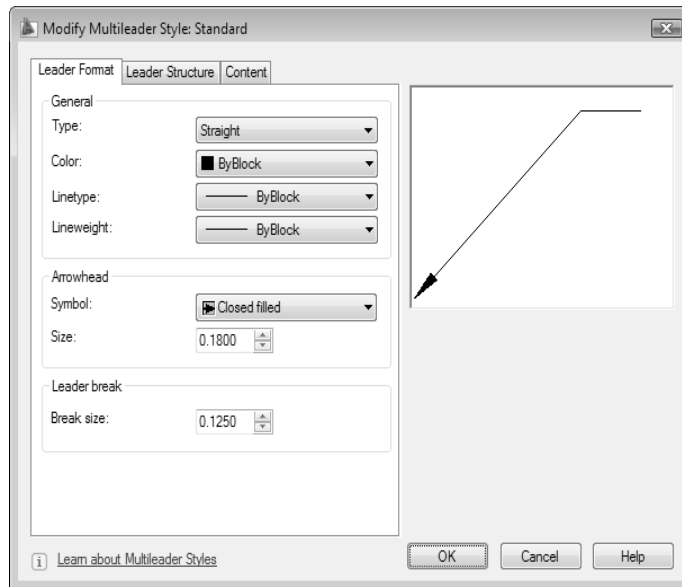 Modify Multileader Style: Standard
Leader Format Leader Structure Content
General
Type: Straight
Color: ByBlock
Linetype: ByBlock
Lineweight: ByBlock
Arrowhead
Symbol: Closed filled
Size: 0.1800
Leader break
Break size: 0.1250
Learn about Multileader Styles
OK Cancel Help